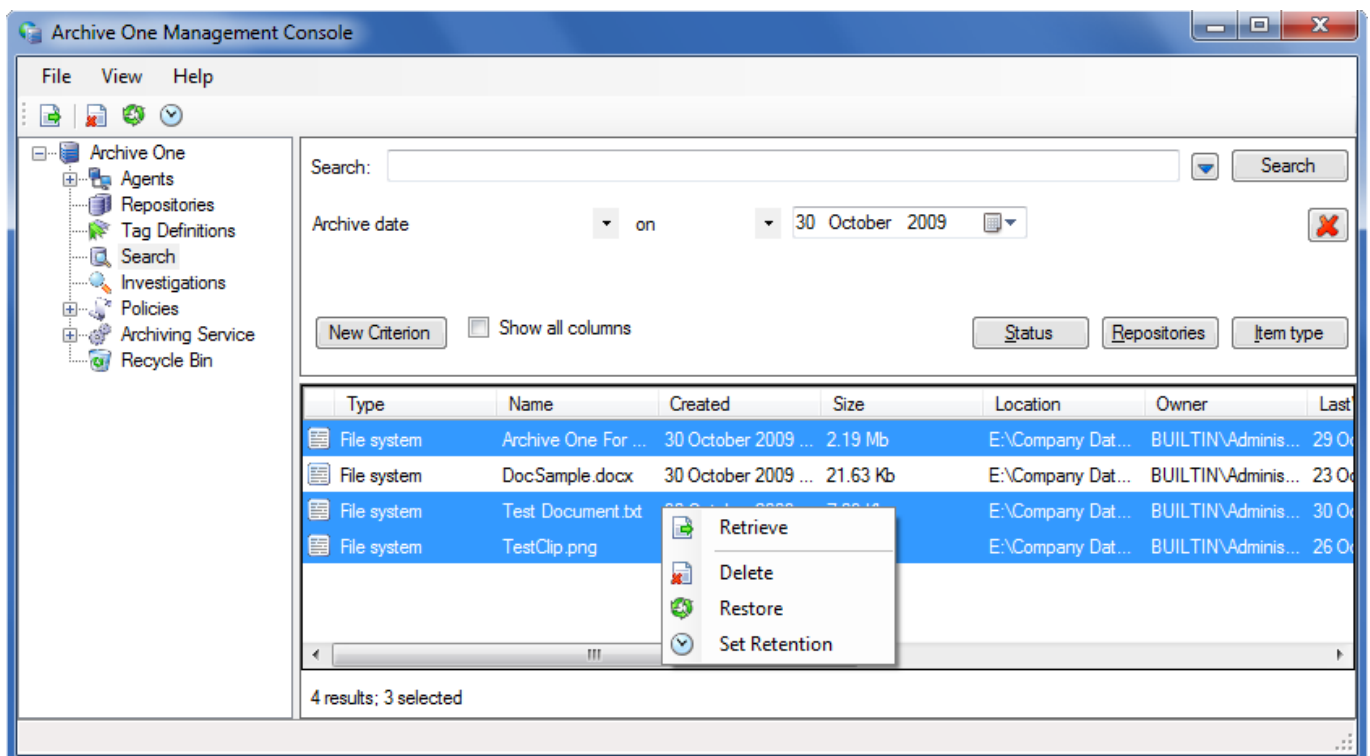 Archive One Management Console
File View Help
Archive One
Agents
Repositories
Tag Definitions
Search
Investigations
Policies
Archiving Service
Recycle Bin
Search: Search
Archive date on 30 October 2009
New Criterion Show all columns Status Repositories Item type
Type Name Created Size Location Owner Last
File system Archive One For ... 30 October 2009 ... 2.19 Mb E:\Company Dat... BUILTIN\Adminis... 29 O
File system DocSample.docx 30 October 2009 ... 21.63 Kb E:\Company Dat... BUILTIN\Adminis... 23 O
File system Test Document.txt E:\Company Dat... BUILTIN\Adminis... 30 O
File system TestClip.png E:\Company Dat... BUILTIN\Adminis... 26 O
Retrieve
Delete
Restore
Set Retention
4 results; 3 selected